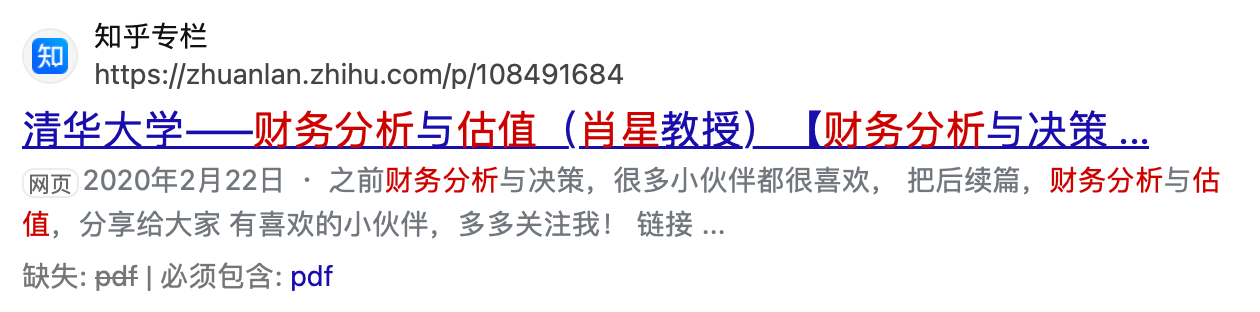 知 知乎专栏
https://zhuanlan.zhihu.com/p/108491684
清华大学——财务分析与估值（肖星教授）【财务分析与决策 ...
网页 2020年2月22日 · 之前财务分析与决策，很多小伙伴都很喜欢， 把后续篇，财务分析与估
值，分享给大家 有喜欢的小伙伴，多多关注我！ 链接 ...
缺失: pdf | 必须包含: pdf